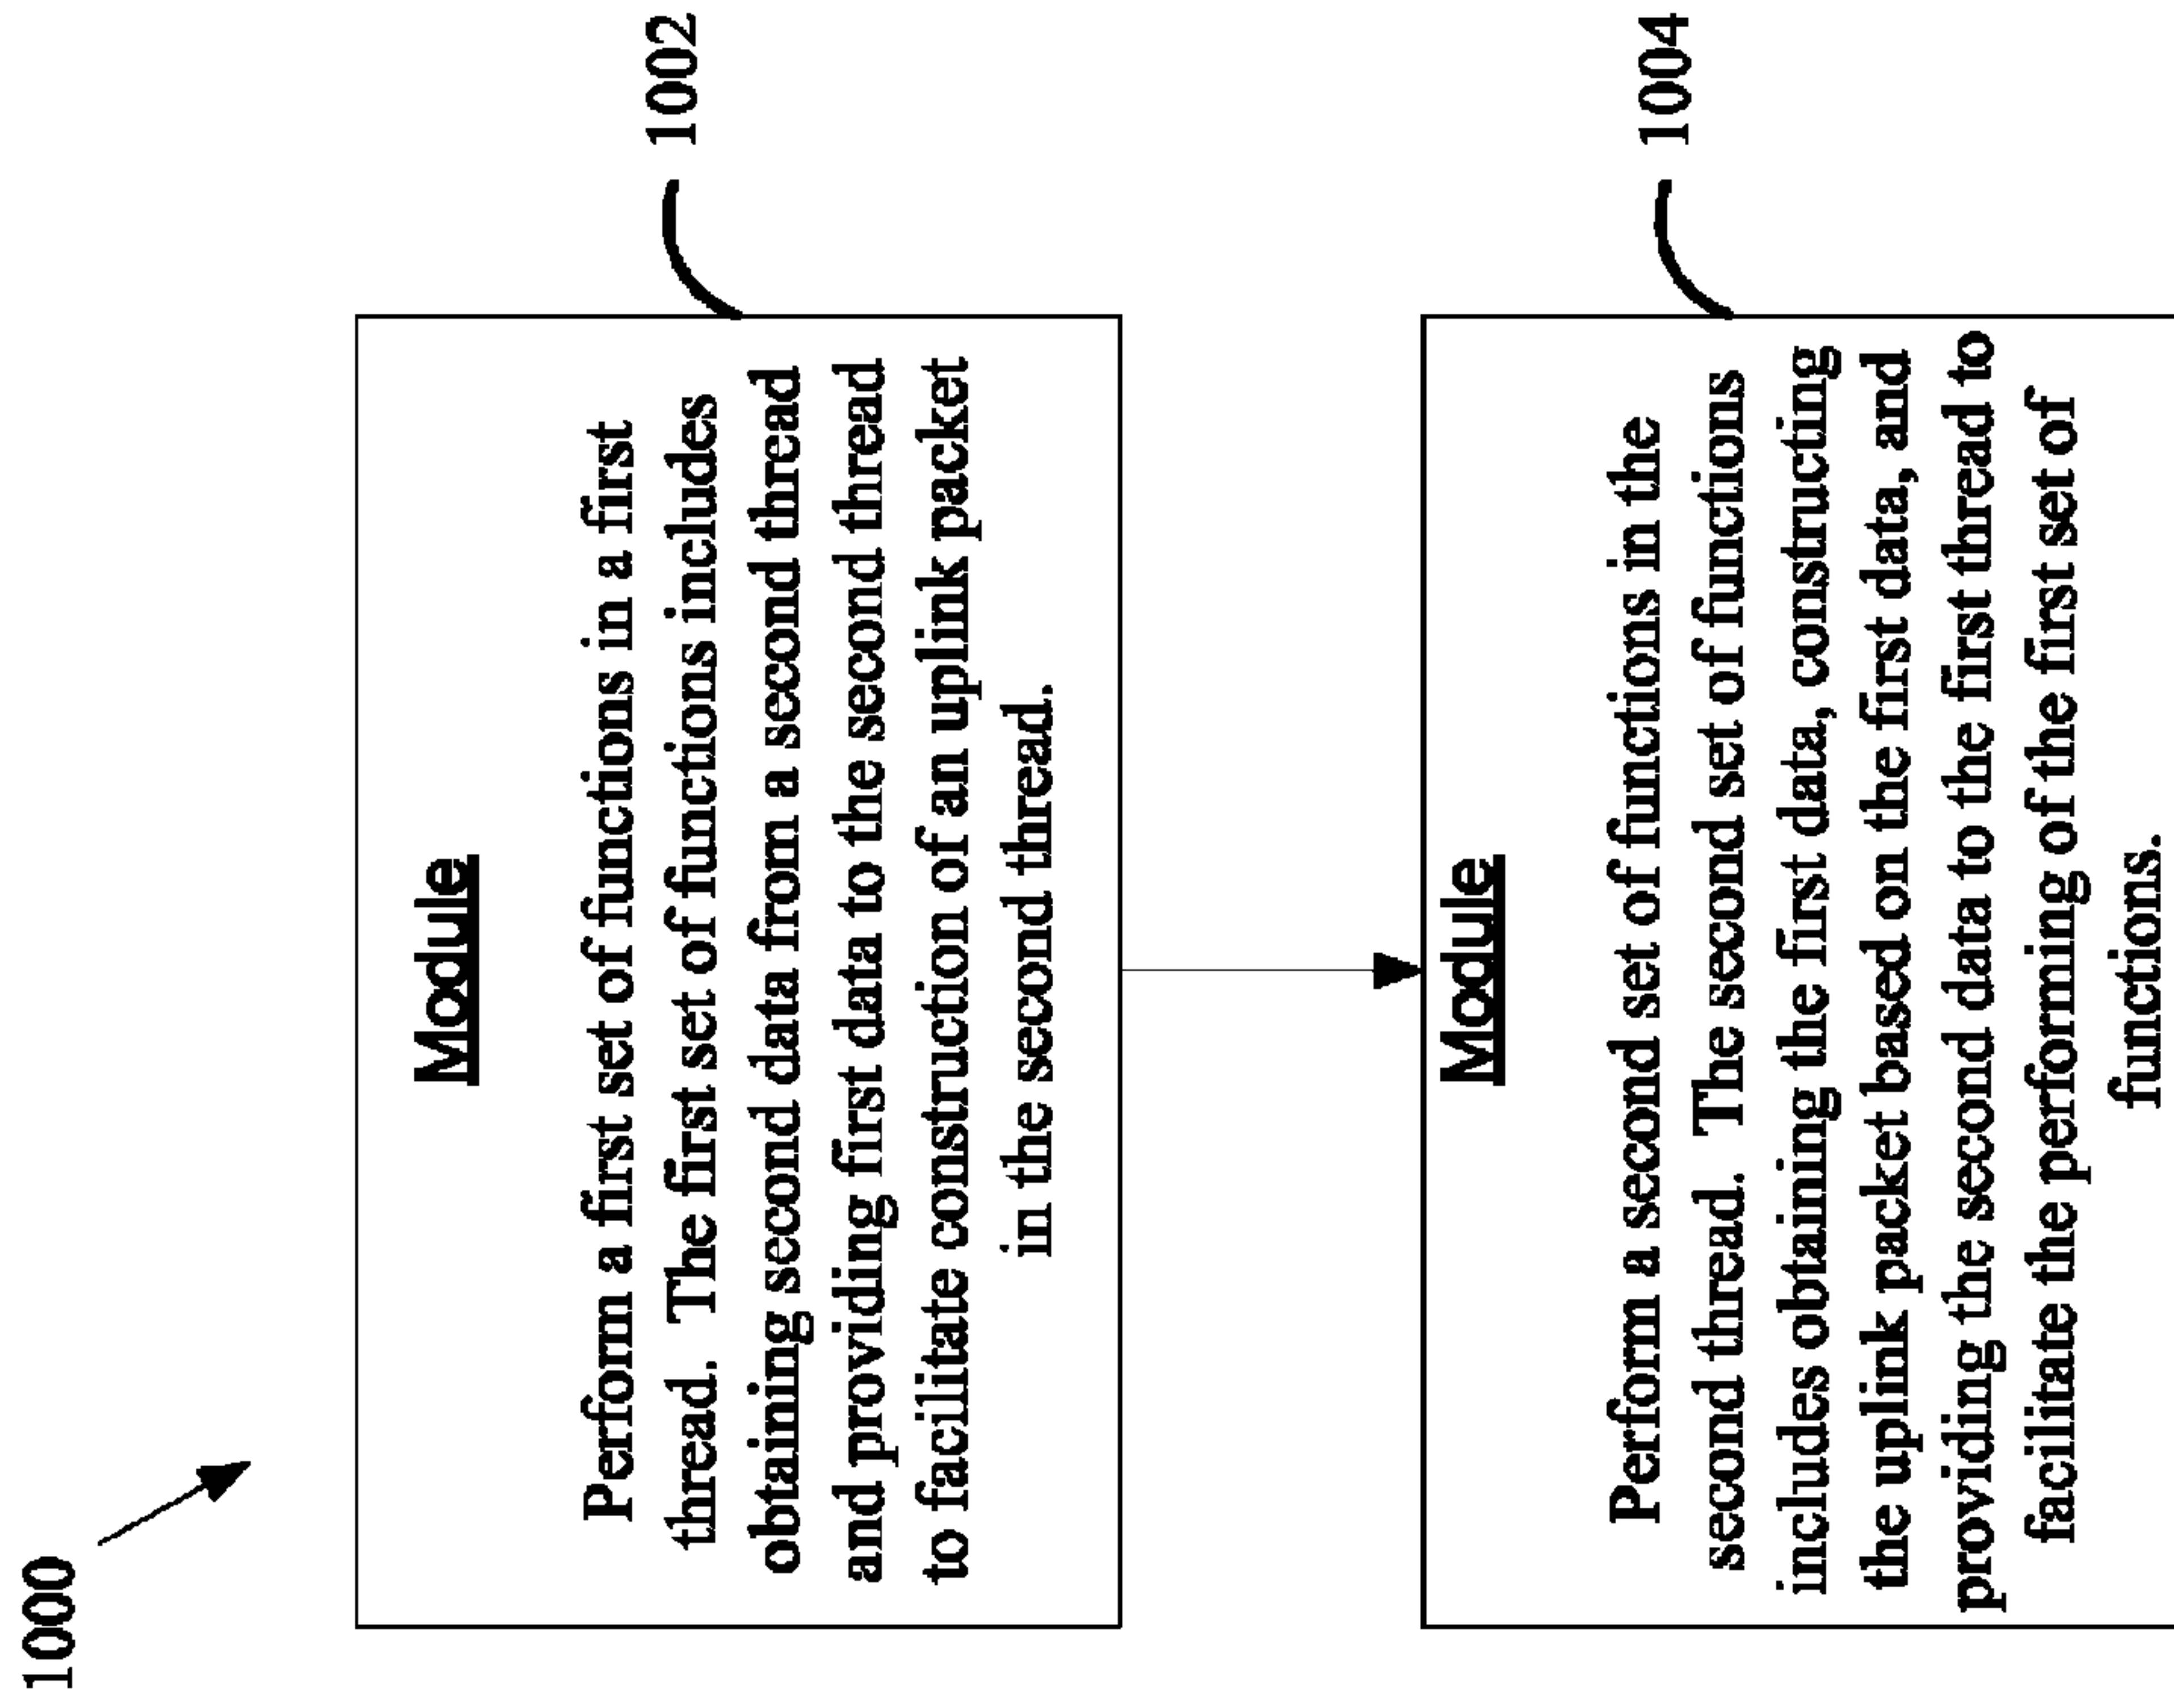 1000
Module
Perform a first set of functions in a first
thread.  The first set of functions includes
obtaining second data from a second thread
and providing first data to the second thread
to facilitate construction of an uplink packet
in the second thread.
1002
Module
Perform a second set of functions in the
second thread.  The second set of functions
includes obtaining the first data, constructing
the uplink packet based on the first data, and
providing the second data to the first thread to
facilitate the performing of the first set of
functions.
1004